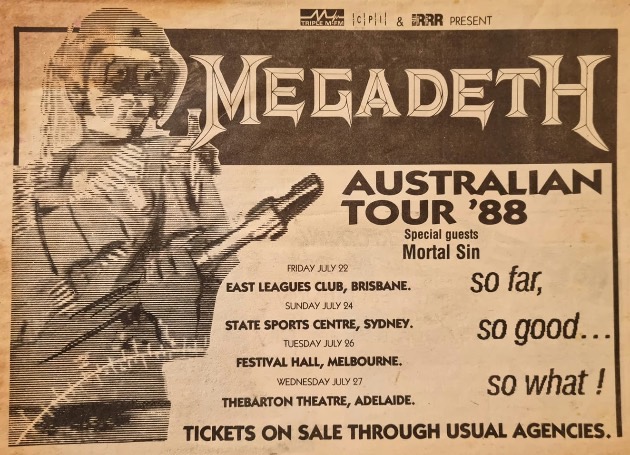 TRIPLE M·FM CPI & RRR PRESENT
MEGADETH
AUSTRALIAN
TOUR '88
Special guests
Mortal Sin
FRIDAY JULY 22
EAST LEAGUES CLUB, BRISBANE.
SUNDAY JULY 24
STATE SPORTS CENTRE, SYDNEY.
TUESDAY JULY 26
FESTIVAL HALL, MELBOURNE.
WEDNESDAY JULY 27
THEBARTON THEATRE, ADELAIDE.
so far,
so good...
so what !
TICKETS ON SALE THROUGH USUAL AGENCIES.